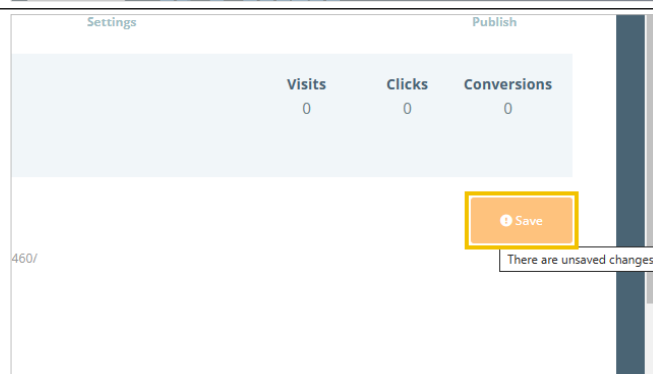 Settings Publish
Visits Clicks Conversions
0 0 0
Save
460/
There are unsaved changes